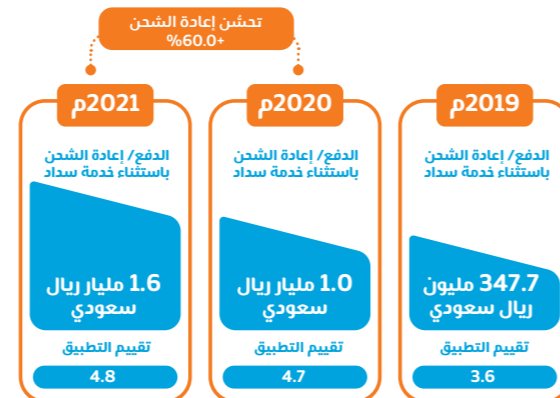 تحسّن إعادة الشحن
+60.0%
2019م
الدفع/ إعادة الشحن
باستثناء خدمة سداد
347.7 مليون
ريال سعودي
تقييم التطبيق
3.6
2020م
الدفع/ إعادة الشحن
باستثناء خدمة سداد
1.0 مليار ريال
سعودي
تقييم التطبيق
4.7
2021م
الدفع/ إعادة الشحن
باستثناء خدمة سداد
1.6 مليار ريال
سعودي
تقييم التطبيق
4.8